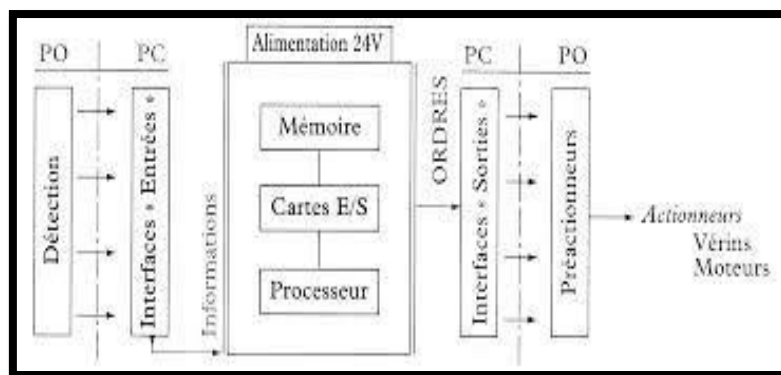 Alimentation 24V
PO
PC
PC
PO
Détection
Interfaces « Entrées »
Informations
Mémoire
Cartes E/S
Processeur
ORDRES
Interfaces « Sorties »
Préactionneurs
Actionneurs
Vérins
Moteurs